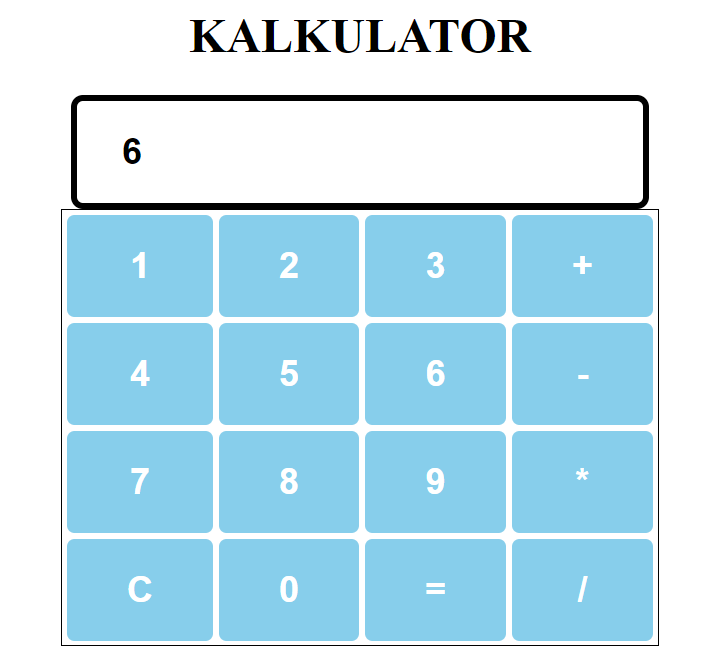 KALKULATOR
6
1 2 3 +
4 5 6 -
7 8 9 *
C 0 = /